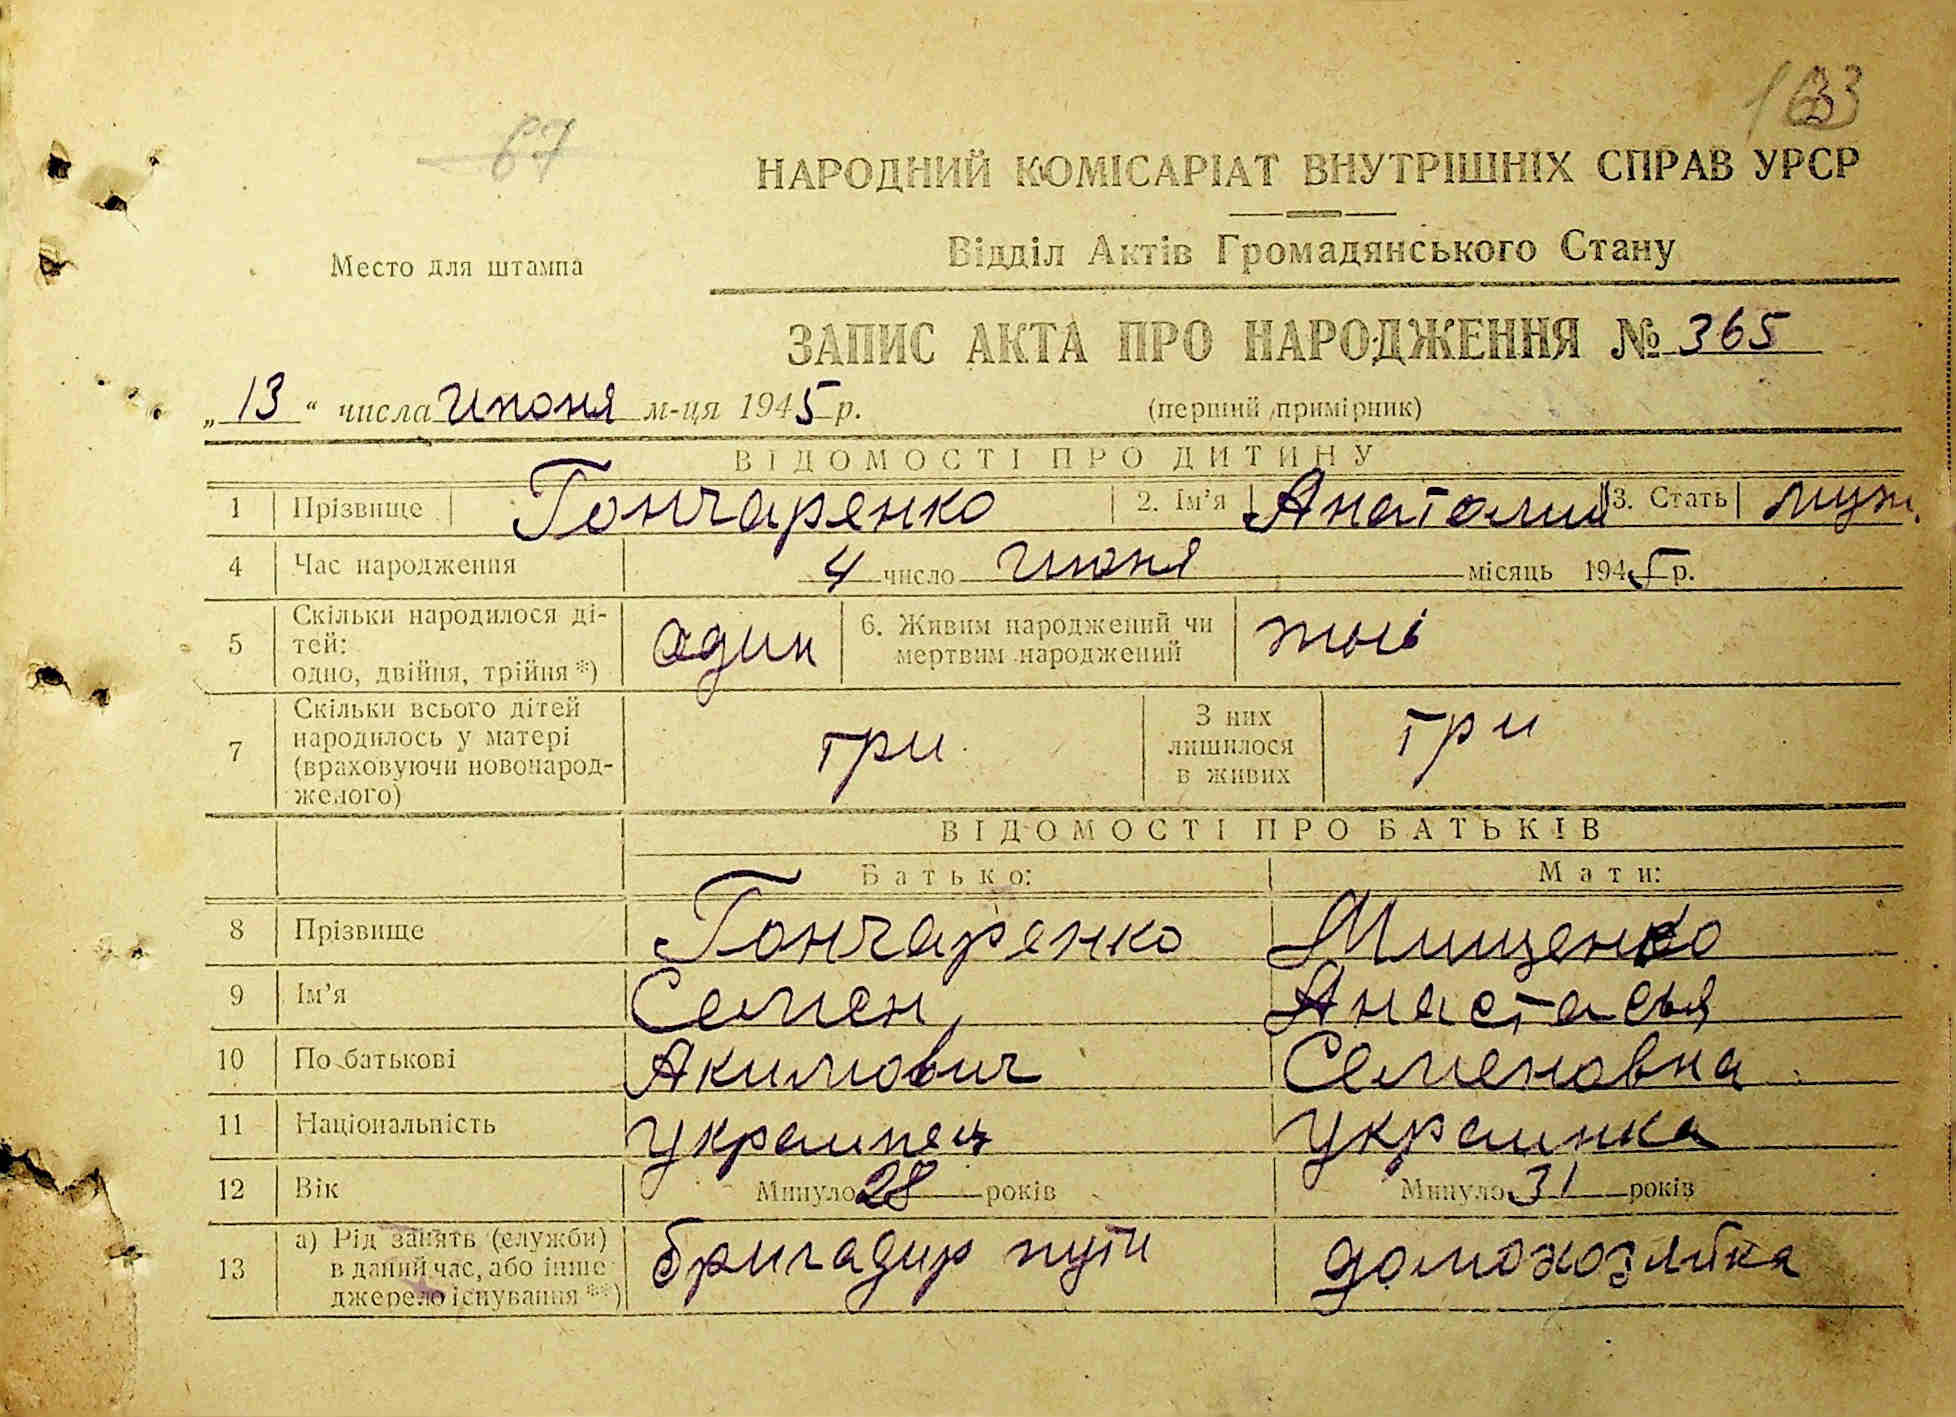 67
163
НАРОДНИЙ КОМІСАРІАТ ВНУТРІШНІХ СПРАВ УРСР
Место для штампа
Відділ Актів Громадянського Стану
ЗАПИС АКТА ПРО НАРОДЖЕННЯ № 365
„13“ числа июня м-ця 1945 р. (перший примірник)
ВІДОМОСТІ ПРО ДИТИНУ
1 Прізвище Гончаренко 2. Ім’я Анатолий 3. Стать муж.
4 Час народження 4 число июня місяць 1945 р.
5 Скільки народилося ді-
тей:
одно, двійня, трійня *) один 6. Живим народжений чи
мертвим народжений
7 Скільки всього дітей
народилось у матері
(враховуючи новонарод-
женого) три З них
лишилося
в живих три
ВІДОМОСТІ ПРО БАТЬКІВ
Батько: Мати:
8 Прізвище Гончаренко Мищенко
9 Ім’я Семен Анастасья
10 По батькові Акимович Семеновна
11 Національність украинец украинка
12 Вік Минуло 28 років Минуло 31 років
13 а) Рід занять (служби)
в даний час, або інше
джерело існування **) бригадир пути домохозяйка